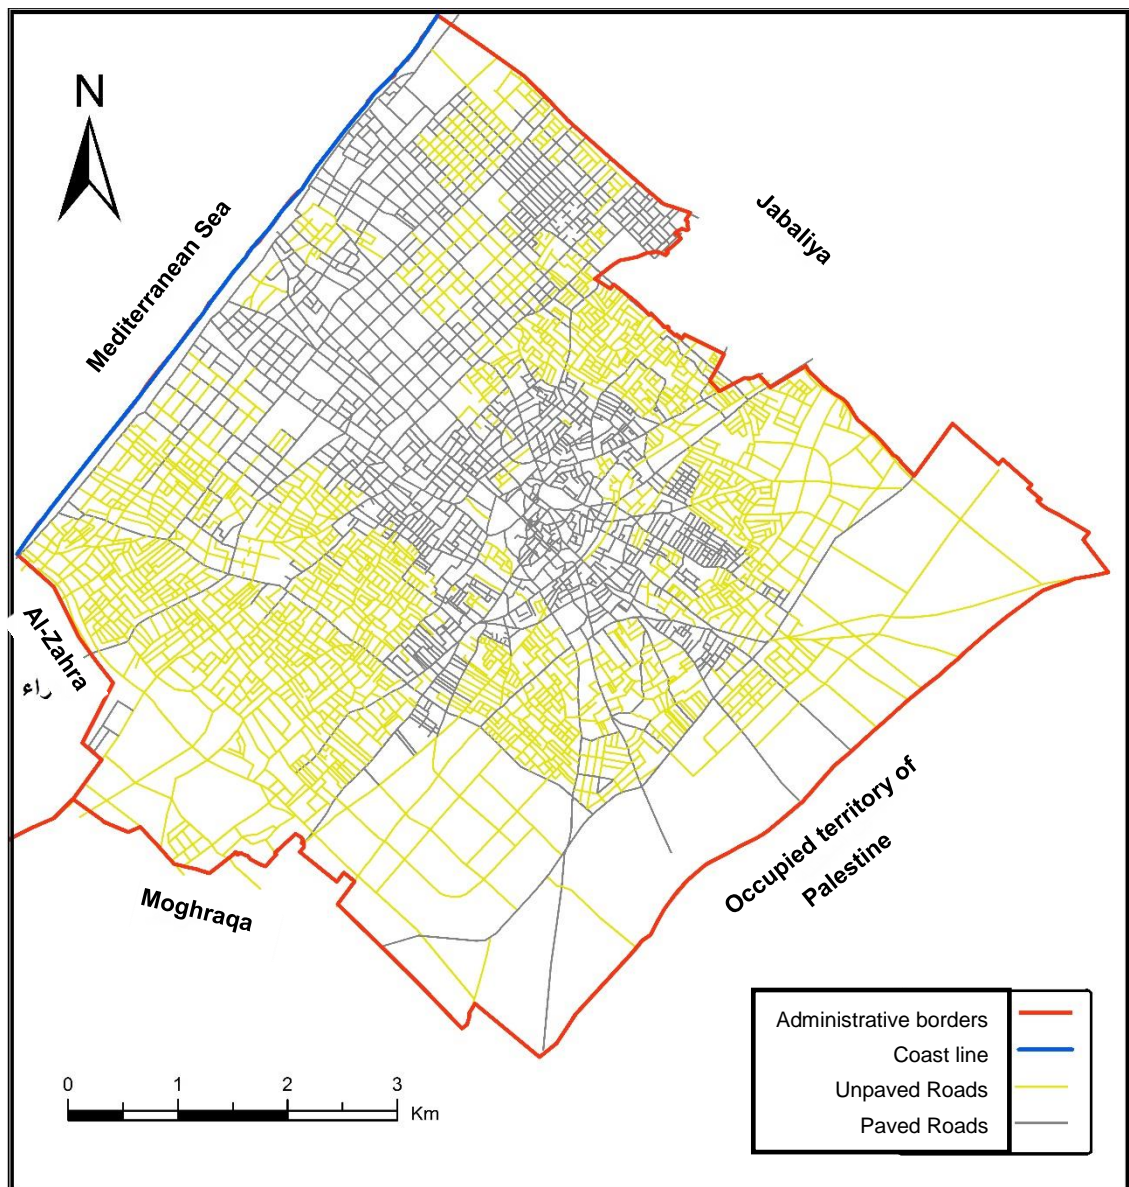 N
Mediterranean Sea
Jabaliya
Al-Zahra
راء
Moghraqa
Occupied territory of
Palestine
Administrative borders
Coast line
Unpaved Roads
Paved Roads
0 1 2 3
Km